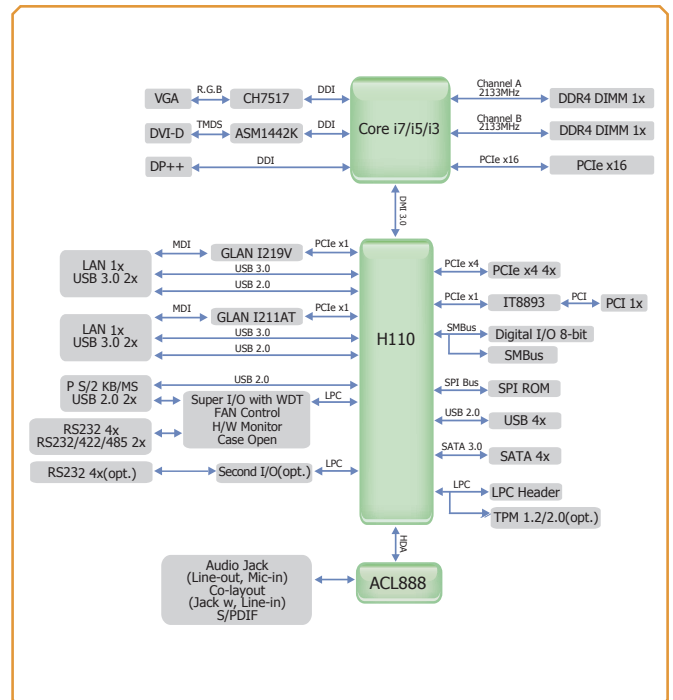 VGA
R.G.B
CH7517
DDI
Core i7/i5/i3
Channel A
2133MHz
DDR4 DIMM 1x
DVI-D
TMDS
ASM1442K
DDI
Channel B
2133MHz
DDR4 DIMM 1x
DP++
DDI
PCIe x16
PCIe x16
DMI 3.0
LAN 1x
USB 3.0 2x
MDI
GLAN I219V
PCIe x1
USB 3.0
USB 2.0
LAN 1x
USB 3.0 2x
MDI
GLAN I211AT
PCIe x1
USB 3.0
USB 2.0
H110
PCIe x4
PCIe x4 4x
PCIe x1
IT8893
PCI
PCI 1x
SMBus
Digital I/O 8-bit
SMBus
SPI Bus
SPI ROM
USB 2.0
USB 4x
SATA 3.0
SATA 4x
LPC
LPC Header
TPM 1.2/2.0(opt.)
P S/2 KB/MS
USB 2.0 2x
USB 2.0
Super I/O with WDT
FAN Control
H/W Monitor
Case Open
LPC
RS232 4x
RS232/422/485 2x
RS232 4x(opt.)
Second I/O(opt.)
LPC
HDA
Audio Jack
(Line-out, Mic-in)
Co-layout
(Jack w, Line-in)
S/PDIF
ACL888